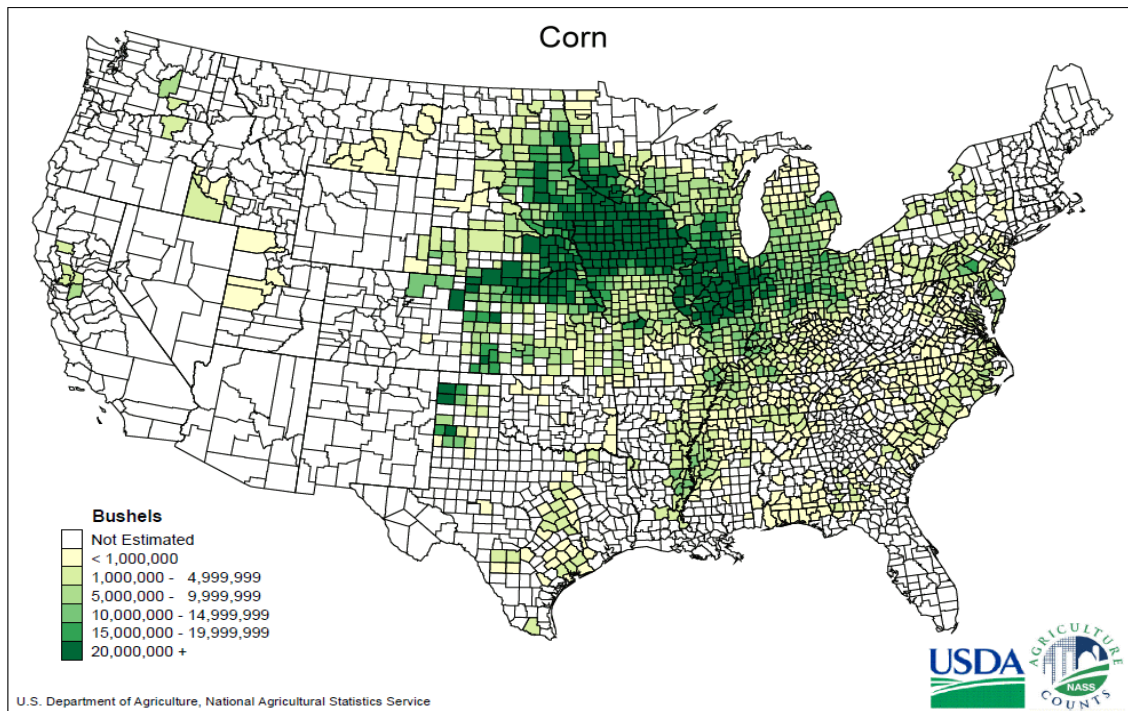 Corn
Bushels
Not Estimated
< 1,000,000
1,000,000 - 4,999,999
5,000,000 - 9,999,999
10,000,000 - 14,999,999
15,000,000 - 19,999,999
20,000,000 +
U.S. Department of Agriculture, National Agricultural Statistics Service
USDA
AGRICULTURE
NASS
COUNTS